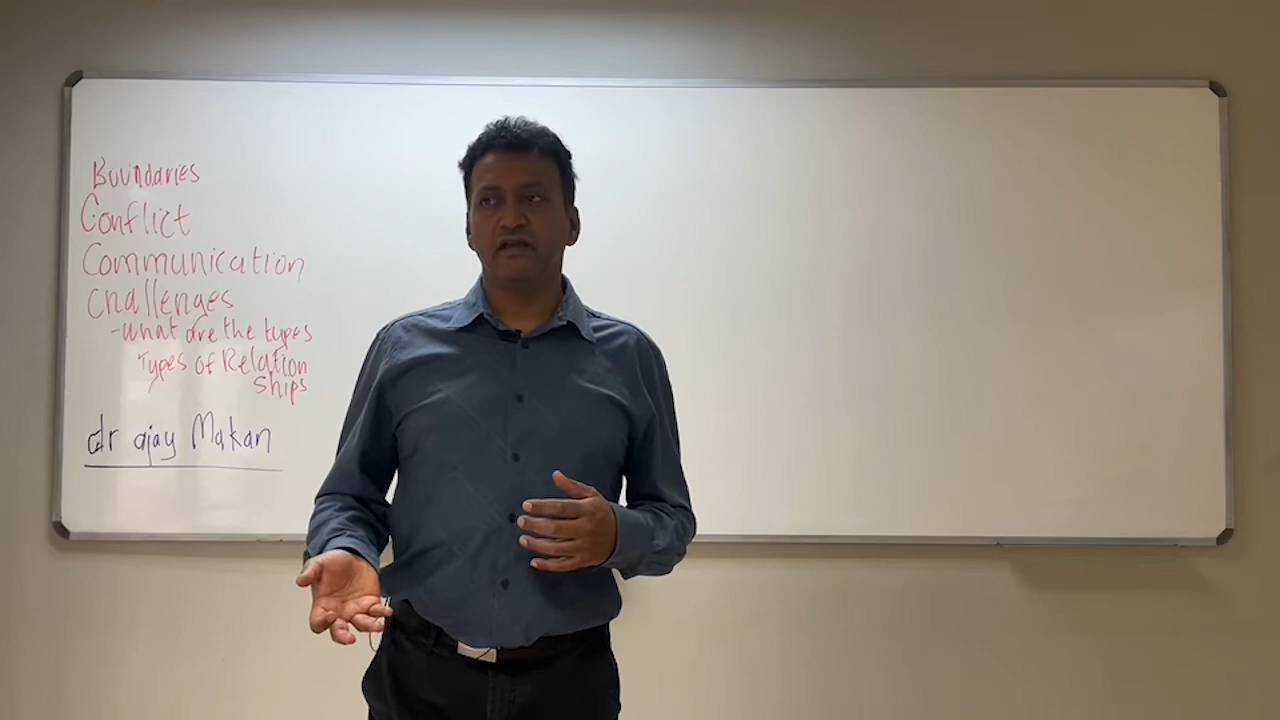 Boundaries
Conflict
Communication
Challenges
-what are the types
Types of Relation
Ships
dr ajay Makan